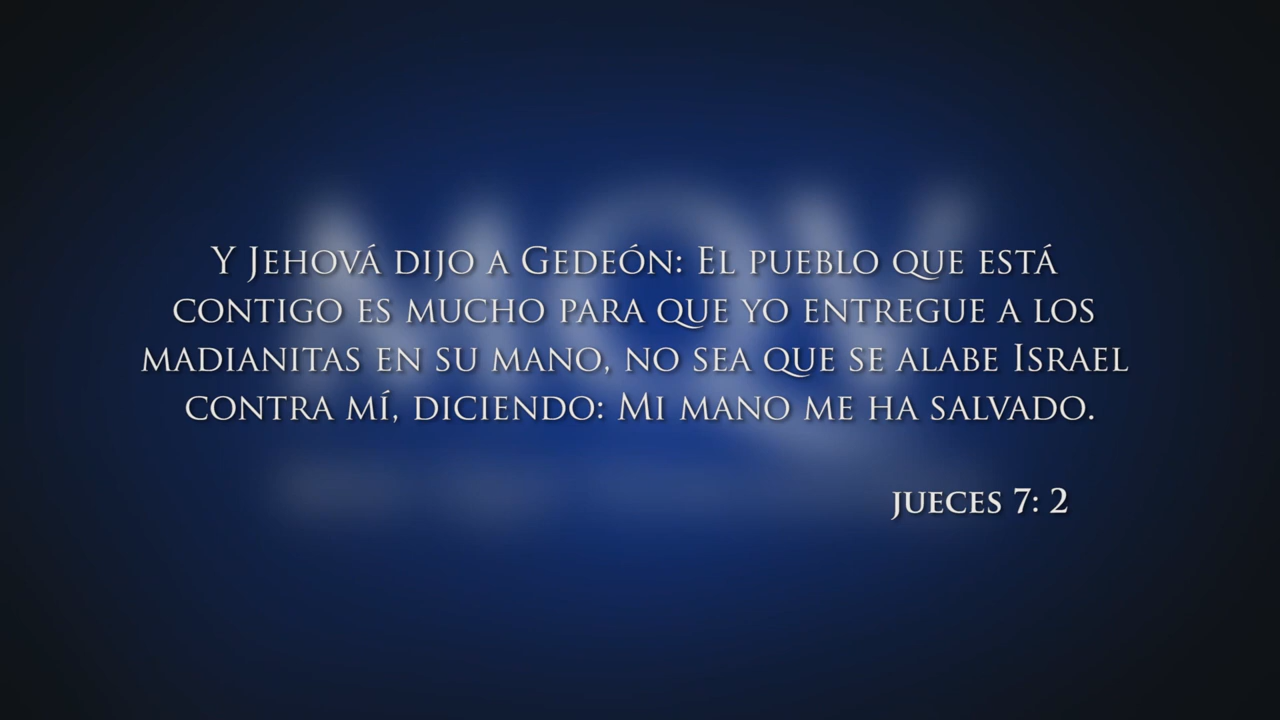 Y Jehová dijo a Gedeón: El pueblo que está
contigo es mucho para que yo entregue a los
madianitas en su mano, no sea que se alabe Israel
contra mí, diciendo: Mi mano me ha salvado.
Jueces 7: 2